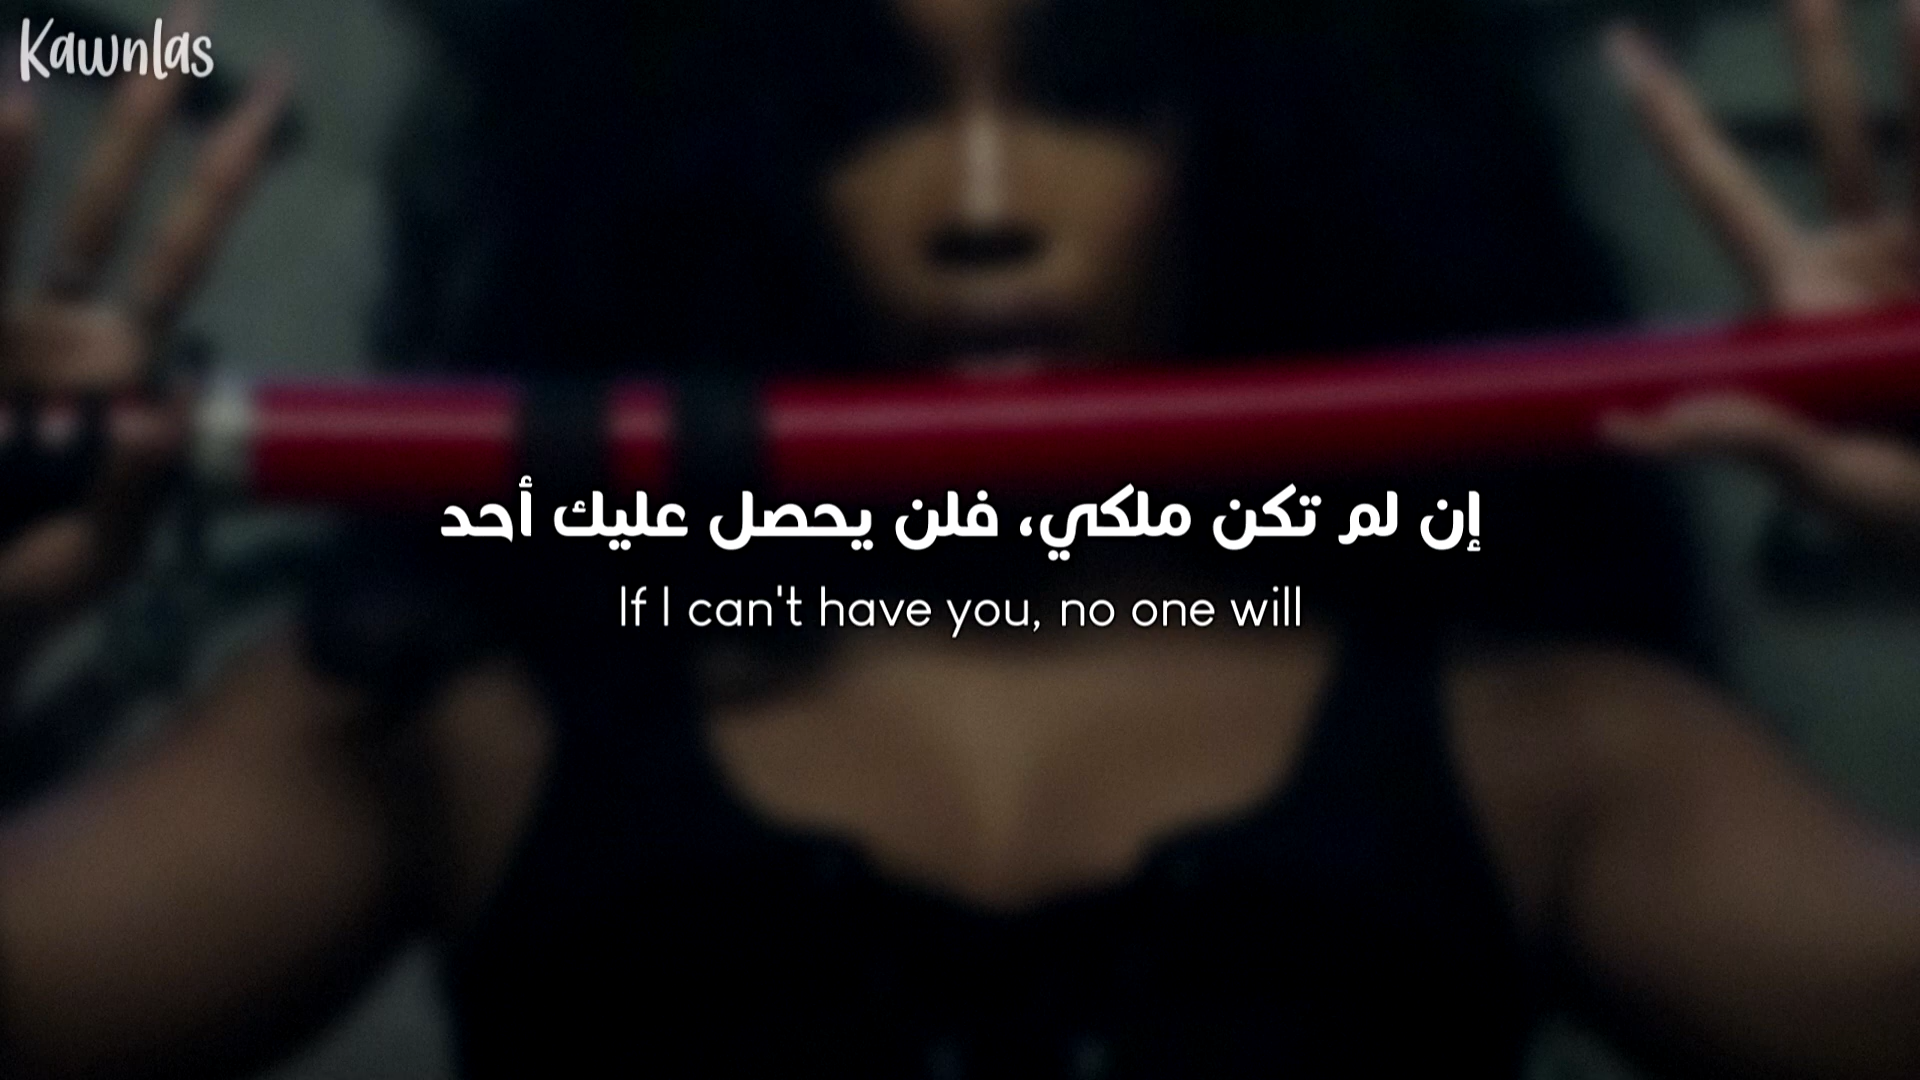 Kawnlas
إن لم تكن ملكي، فلن يحصل عليك أحد
If I can't have you, no one will